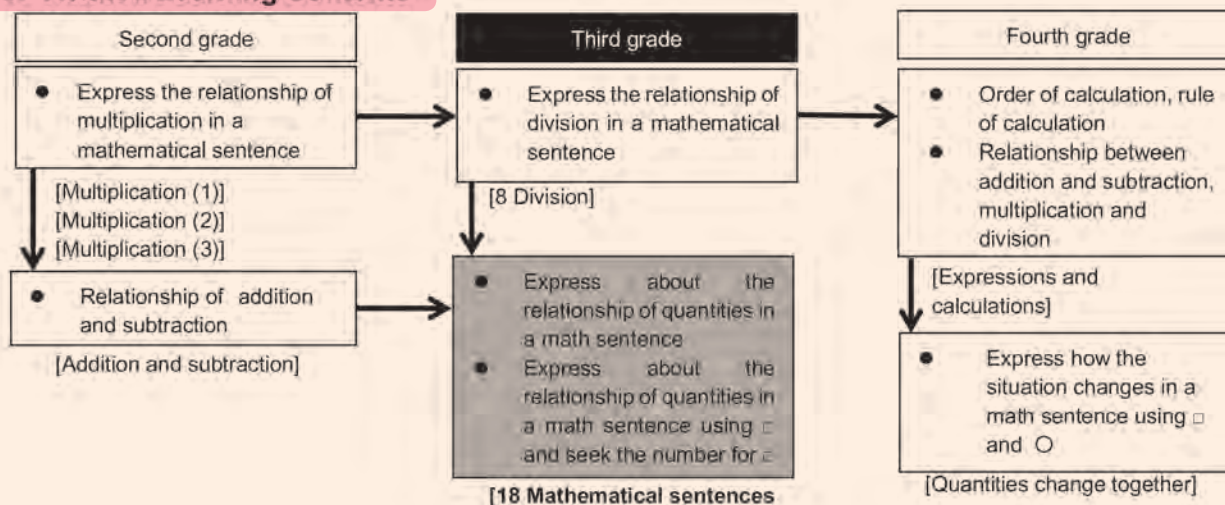 Second grade
Express the relationship of
multiplication in a
mathematical sentence
[Multiplication (1)]
[Multiplication (2)]
[Multiplication (3)]
Relationship of addition
and subtraction
[Addition and subtraction]
Third grade
Express the relationship of
division in a mathematical
sentence
[8 Division]
Express about the
relationship of quantities in
a math sentence
Express about the
relationship of quantities in
a math sentence using □
and seek the number for □
[18 Mathematical sentences
Fourth grade
Order of calculation, rule
of calculation
Relationship between
addition and subtraction,
multiplication and
division
[Expressions and
calculations]
Express how the
situation changes in a
math sentence using □
and ○
[Quantities change together]